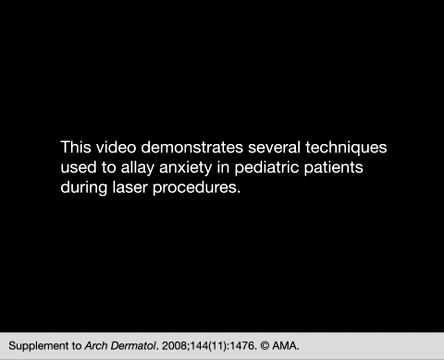 This video demonstrates several techniques
used to allay anxiety in pediatric patients
during laser procedures.
Supplement to Arch Dermatol. 2008;144(11):1476. © AMA.